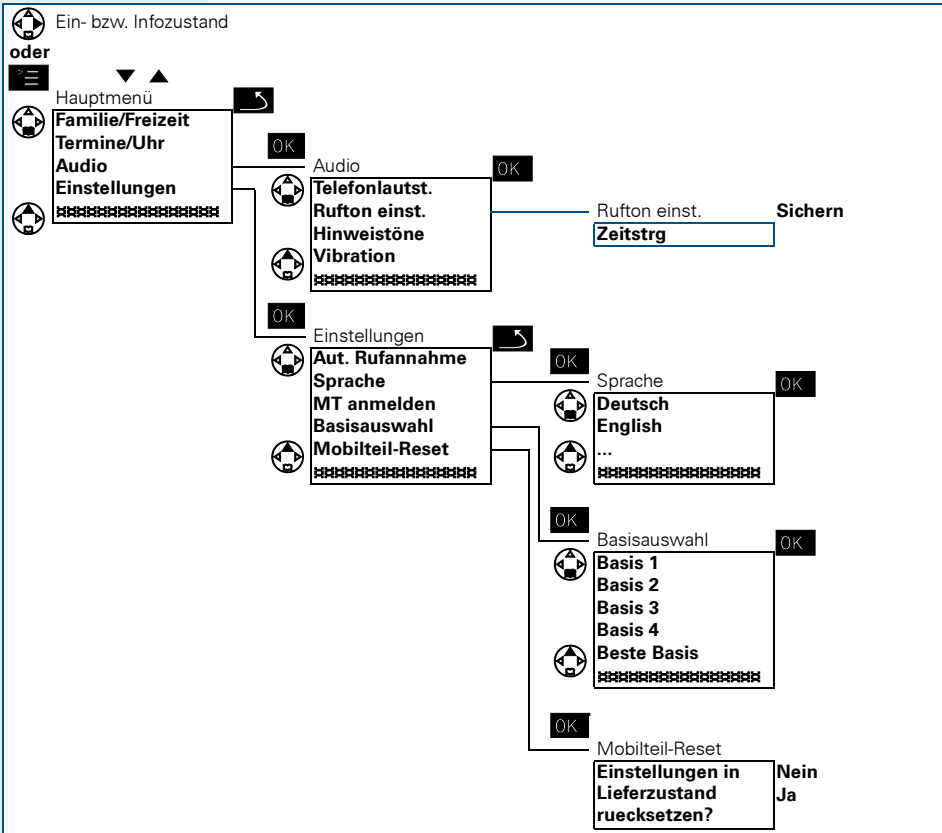 Ein- bzw. Infozustand
oder
Hauptmenü
Familie/Freizeit
Termine/Uhr
Audio
Einstellungen
OK
Audio
OK
Telefonlautst.
Rufton einst.
Hinweistöne
Vibration
Rufton einst.
Sichern
Zeitstrg
OK
Einstellungen
Aut. Rufannahme
Sprache
MT anmelden
Basisauswahl
Mobilteil-Reset
OK
Sprache
OK
Deutsch
English
...
OK
Basisauswahl
OK
Basis 1
Basis 2
Basis 3
Basis 4
Beste Basis
OK
Mobilteil-Reset
Einstellungen in
Lieferzustand
ruecksetzen?
Nein
Ja